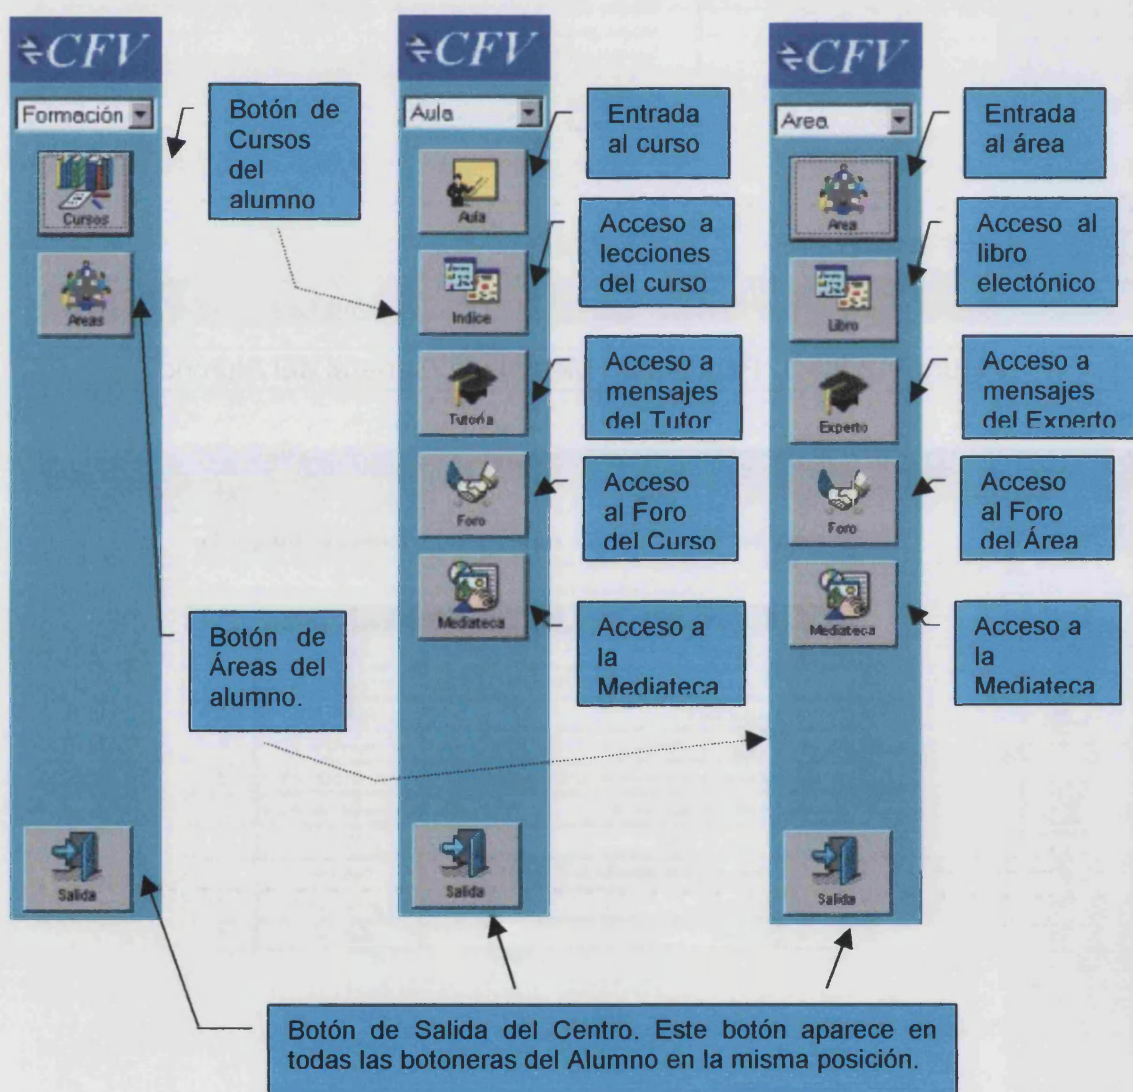 CFV
Formación
Cursos
Areas
Salida
Botón de
Cursos
del
alumno
Botón de
Áreas del
alumno.
CFV
Aula
Aula
Indice
Tutoría
Foro
Mediateca
Salida
Entrada
al curso
Acceso a
lecciones
del curso
Acceso a
mensajes
del Tutor
Acceso
al Foro
del Curso
Acceso a
la
Mediateca
CFV
Area
Area
Libro
Experto
Foro
Mediateca
Salida
Entrada
al área
Acceso al
libro
electónico
Acceso a
mensajes
del Experto
Acceso
al Foro
del Área
Acceso a
la
Mediateca
Botón de Salida del Centro. Este botón aparece en
todas las botoneras del Alumno en la misma posición.